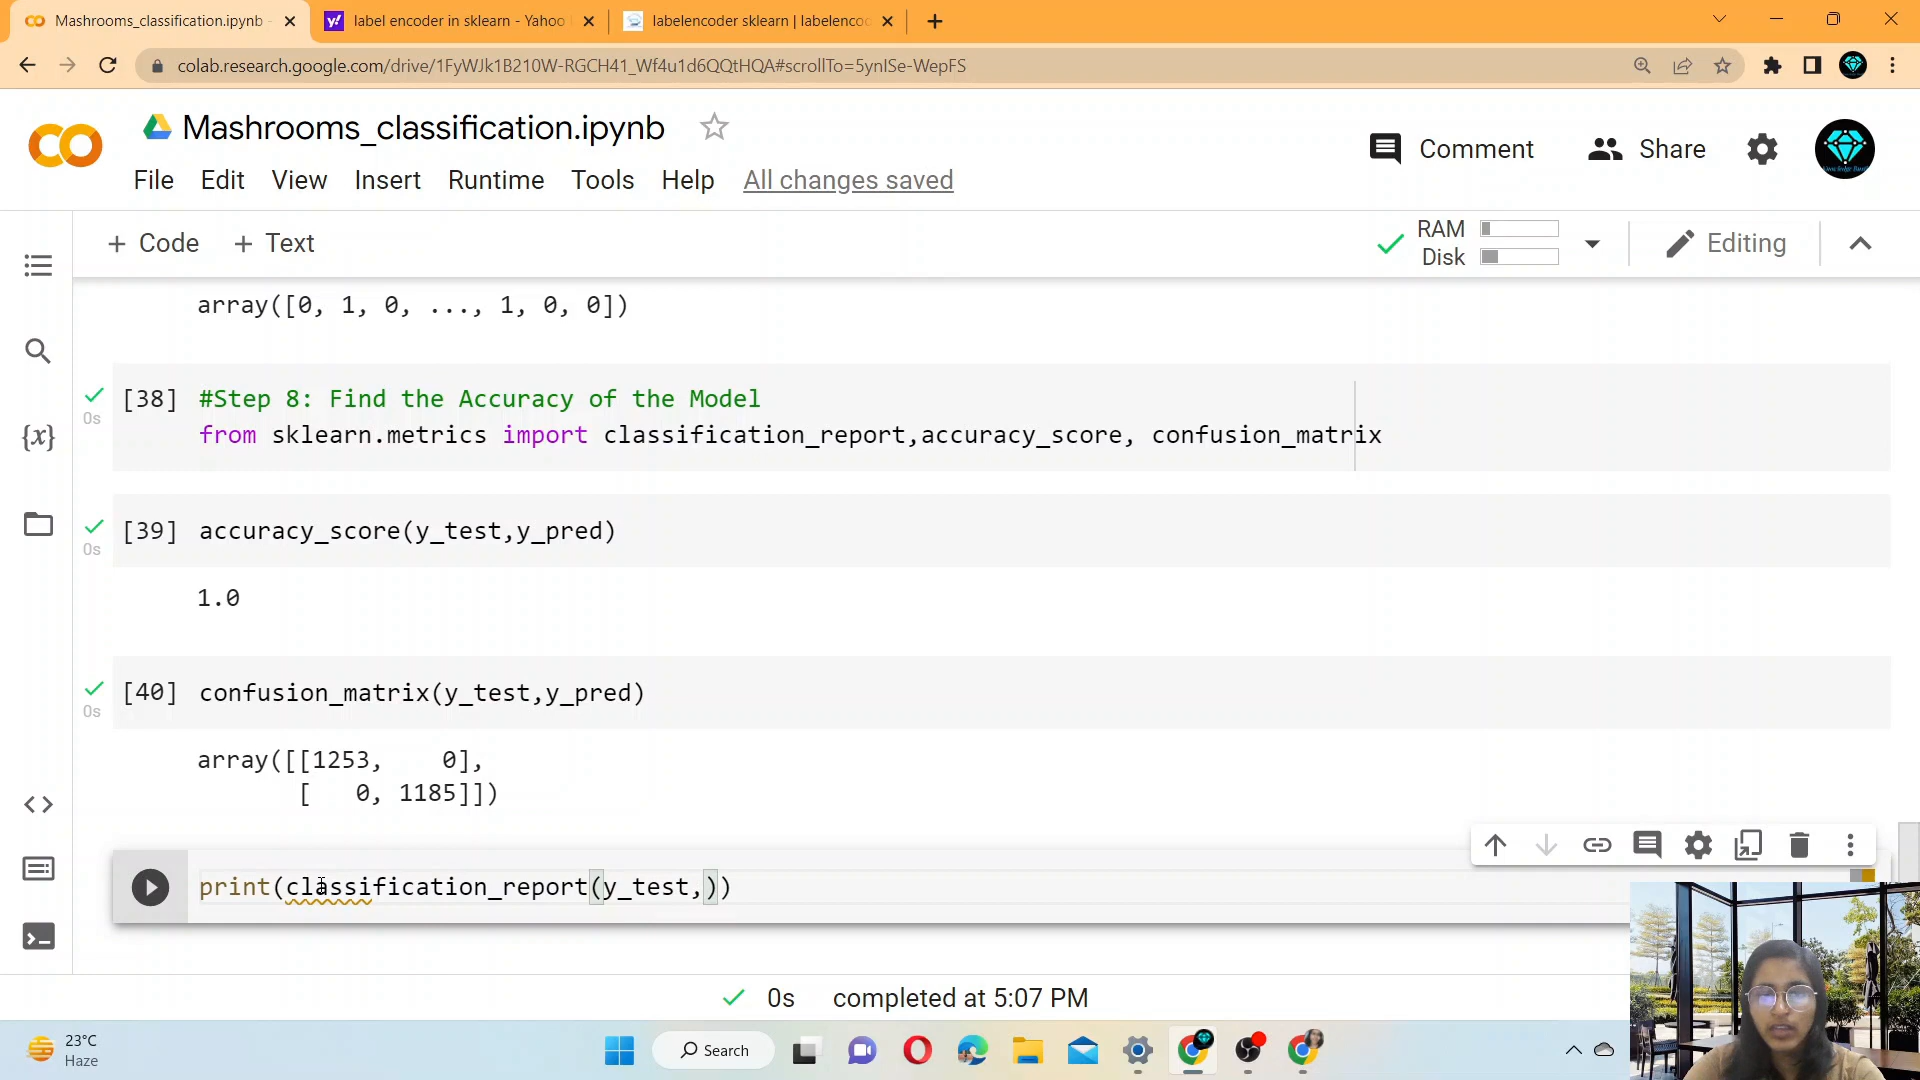 Mashrooms_classification.ipynb -
label encoder in sklearn - Yahoo
labelencoder sklearn | labelenco
colab.research.google.com/drive/1FyWJk1B210W-RGCH41_Wf4u1d6QQtHQA#scrollTo=5ynISe-WepFS
Mashrooms_classification.ipynb
Comment
Share
File Edit View Insert Runtime Tools Help All changes saved
+ Code + Text
RAM
Disk
Editing
array([0, 1, 0, ..., 1, 0, 0])
[38] #Step 8: Find the Accuracy of the Model
0s
from sklearn.metrics import classification_report,accuracy_score, confusion_matrix
[39] accuracy_score(y_test,y_pred)
0s
1.0
[40] confusion_matrix(y_test,y_pred)
0s
array([[1253, 0],
[ 0, 1185]])
print(classification_report(y_test,))
0s completed at 5:07 PM
23°C
Haze
Search